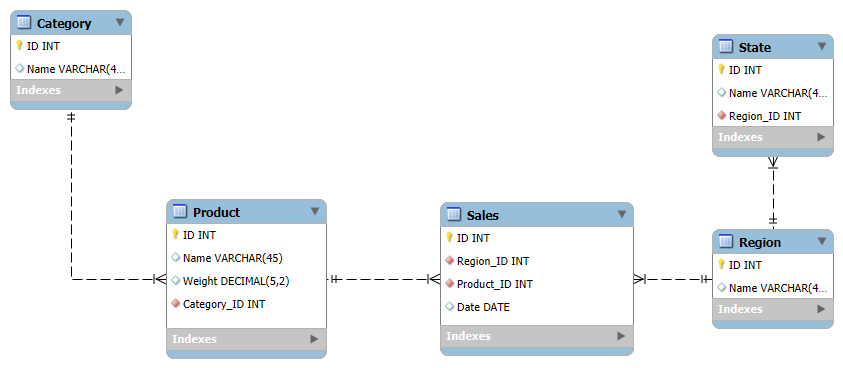 Category
ID INT
Name VARCHAR(4...
Indexes
Product
ID INT
Name VARCHAR(45)
Weight DECIMAL(5,2)
Category_ID INT
Indexes
Sales
ID INT
Region_ID INT
Product_ID INT
Date DATE
Indexes
State
ID INT
Name VARCHAR(4...
Region_ID INT
Indexes
Region
ID INT
Name VARCHAR(4...
Indexes